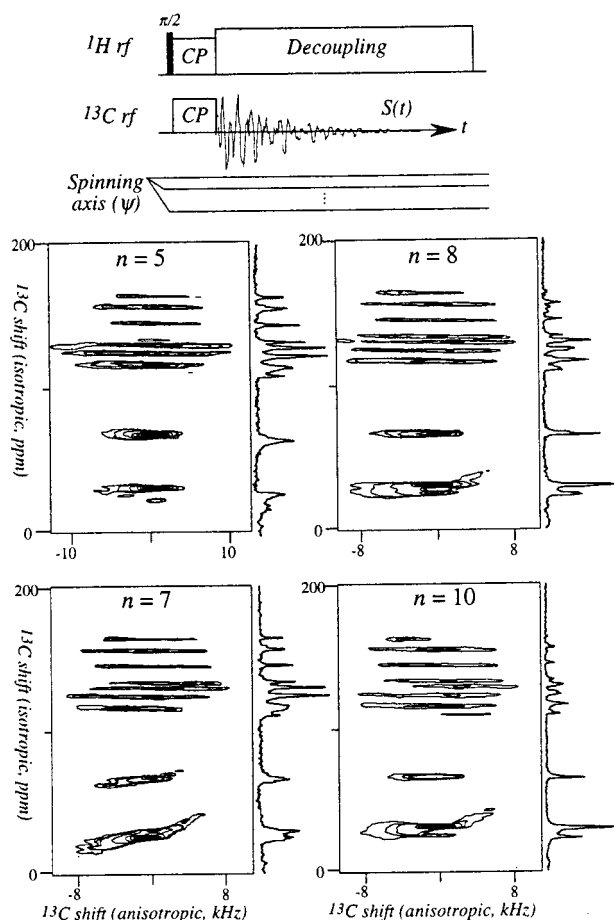 π/2
¹H rf
CP
Decoupling
¹³C rf
CP
S(t)
t
Spinning
axis (ψ)
200
n = 5
n = 8
¹³C shift (isotropic, ppm)
0
-10
10
0
-8
8
200
n = 7
200
n = 10
¹³C shift (isotropic, ppm)
0
-8
8
0
-8
8
¹³C shift (anisotropic, kHz)
¹³C shift (anisotropic, kHz)